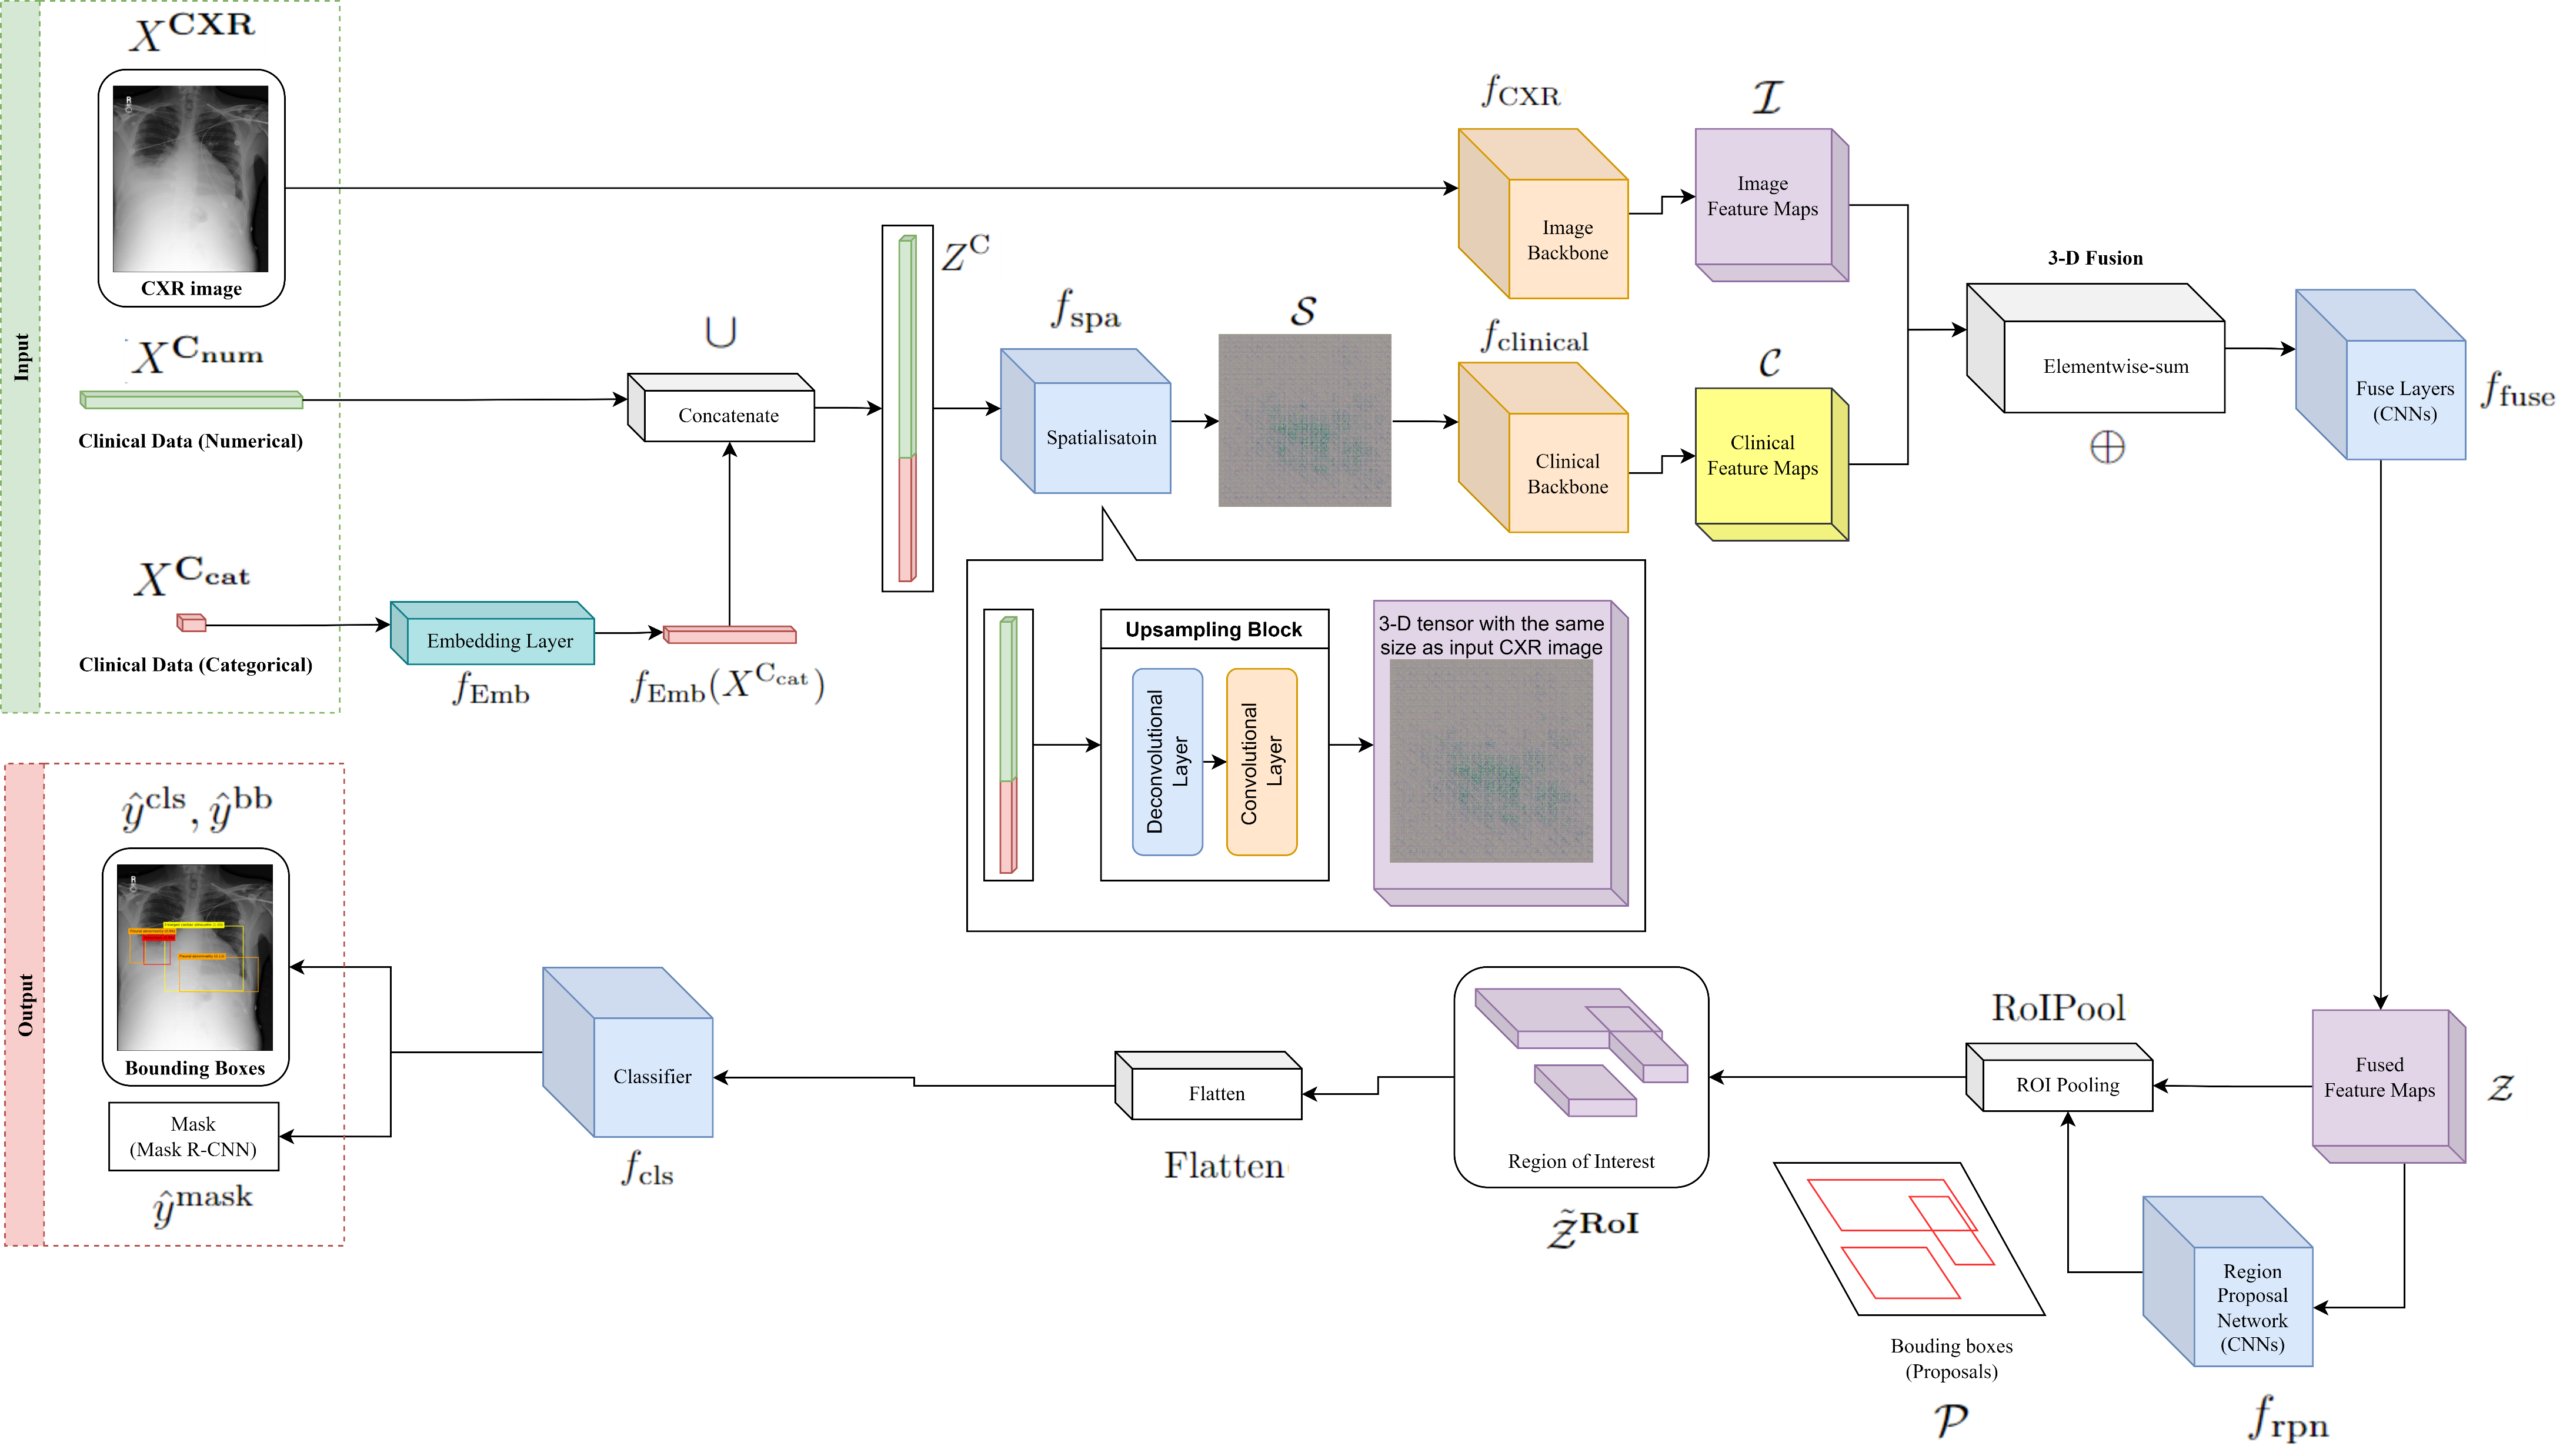 Input
X^CXR
R
CXR image
X^C_num
Clinical Data (Numerical)
X^C_cat
Clinical Data (Categorical)
Embedding Layer
f_Emb
f_Emb(X^C_cat)
∪
Concatenate
Z^C
f_spa
Spatialisatoin
S
f_CXR
Image
Backbone
I
Image
Feature Maps
f_clinical
Clinical
Backbone
C
Clinical
Feature Maps
3-D Fusion
Elementwise-sum
⊕
Fuse Layers
(CNNs)
f_fuse
Upsampling Block
Deconvolutional
Layer
Convolutional
Layer
3-D tensor with the same
size as input CXR image
Fused
Feature Maps
Z
RoIPool
ROI Pooling
Region
Proposal
Network
(CNNs)
f_rpn
Bouding boxes
(Proposals)
P
Region of Interest
Z̃^RoI
Flatten
Flatten
Classifier
f_cls
Output
ŷ^cls, ŷ^bb
R
Bounding Boxes
Mask
(Mask R-CNN)
ŷ^mask